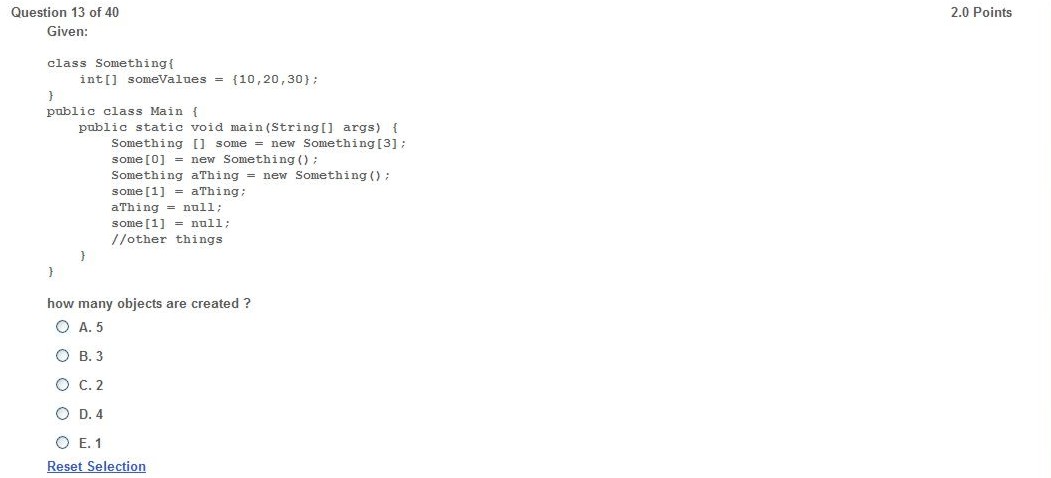 Question 13 of 40 2.0 Points
Given:
class Something{
int[] someValues = {10,20,30};
}
public class Main {
public static void main(String[] args) {
Something [] some = new Something[3];
some[0] = new Something();
Something aThing = new Something();
some[1] = aThing;
aThing = null;
some[1] = null;
//other things
}
}
how many objects are created ?
A. 5
B. 3
C. 2
D. 4
E. 1
Reset Selection